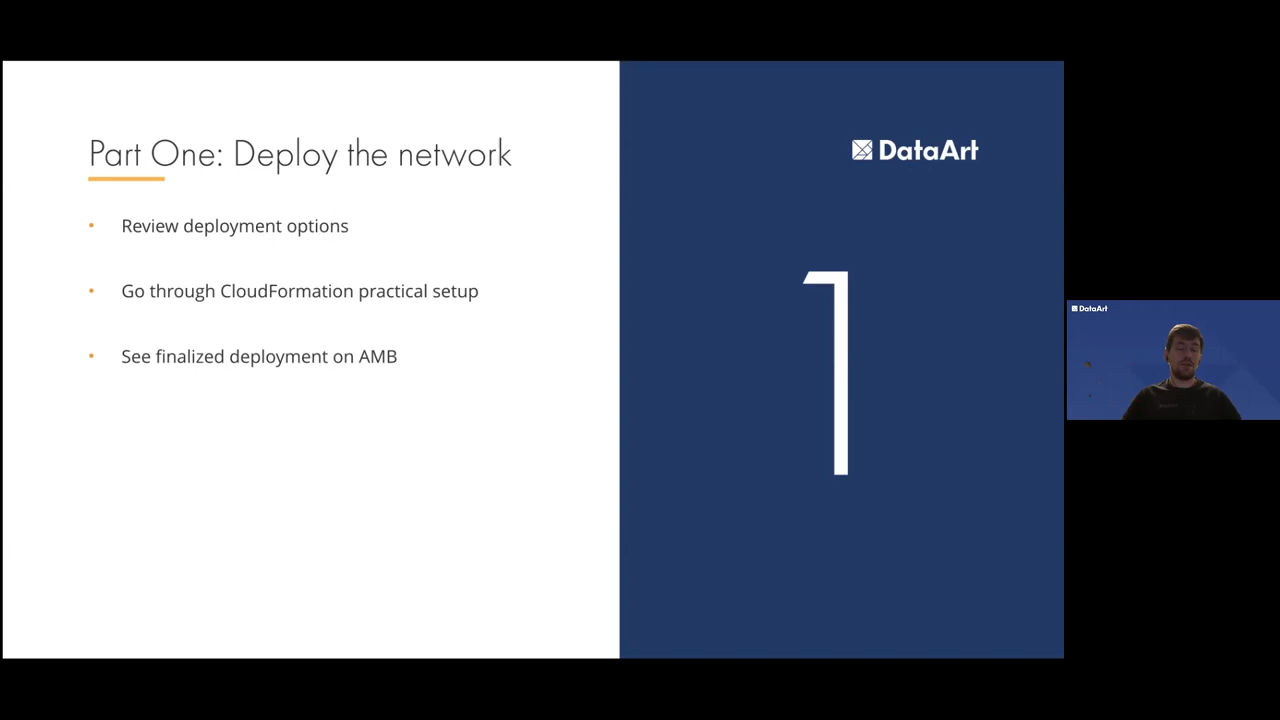 Part One: Deploy the network
• Review deployment options
• Go through CloudFormation practical setup
• See finalized deployment on AMB
DataArt
1
DataArt